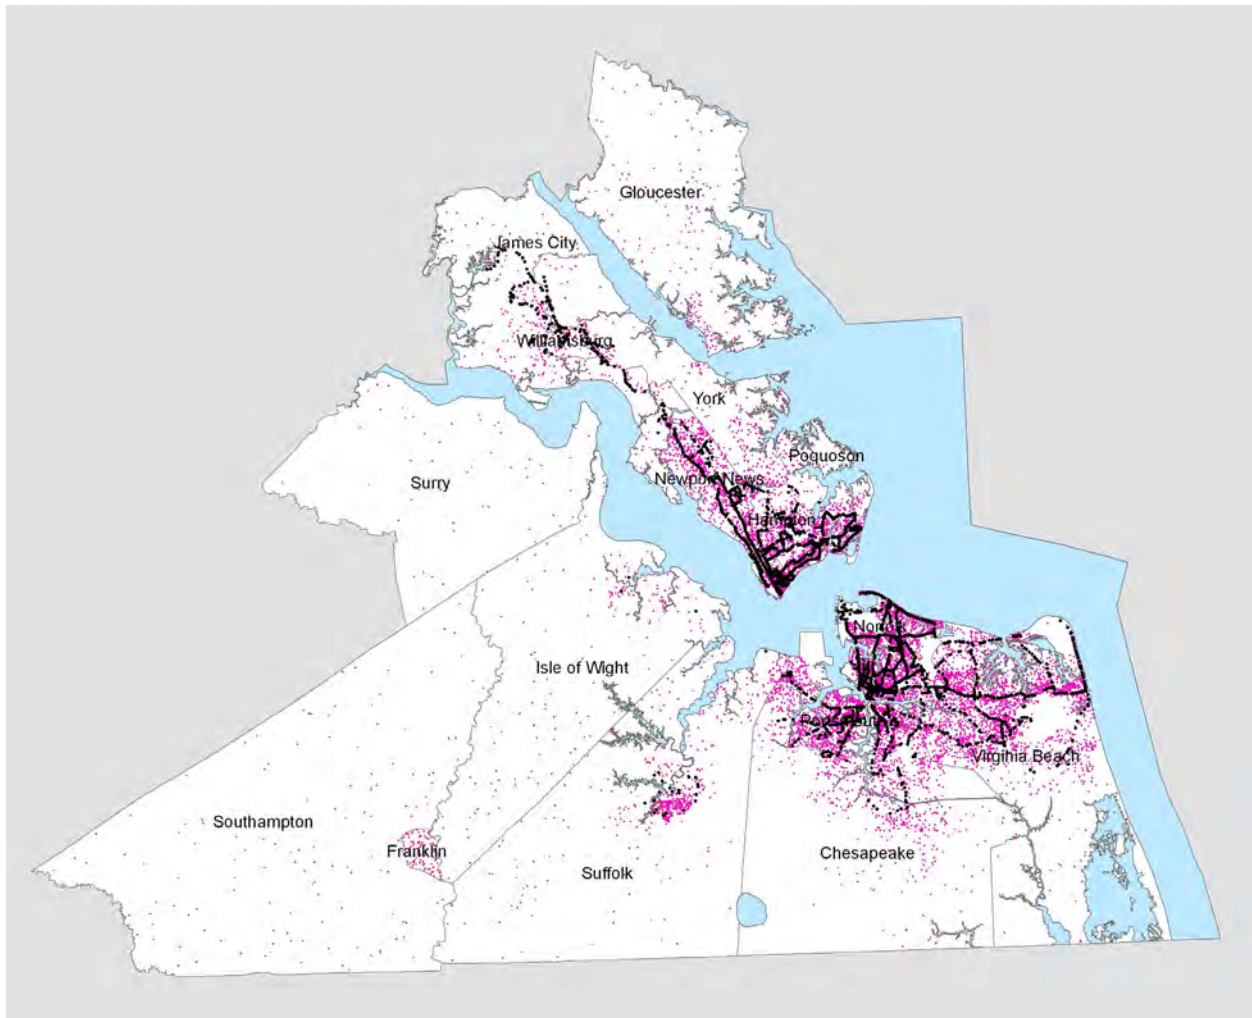 Gloucester
James City
Williamsburg
York
Poquoson
Newport News
Surry
Hampton
Norfolk
Isle of Wight
Portsmouth
Virginia Beach
Southampton
Franklin
Chesapeake
Suffolk